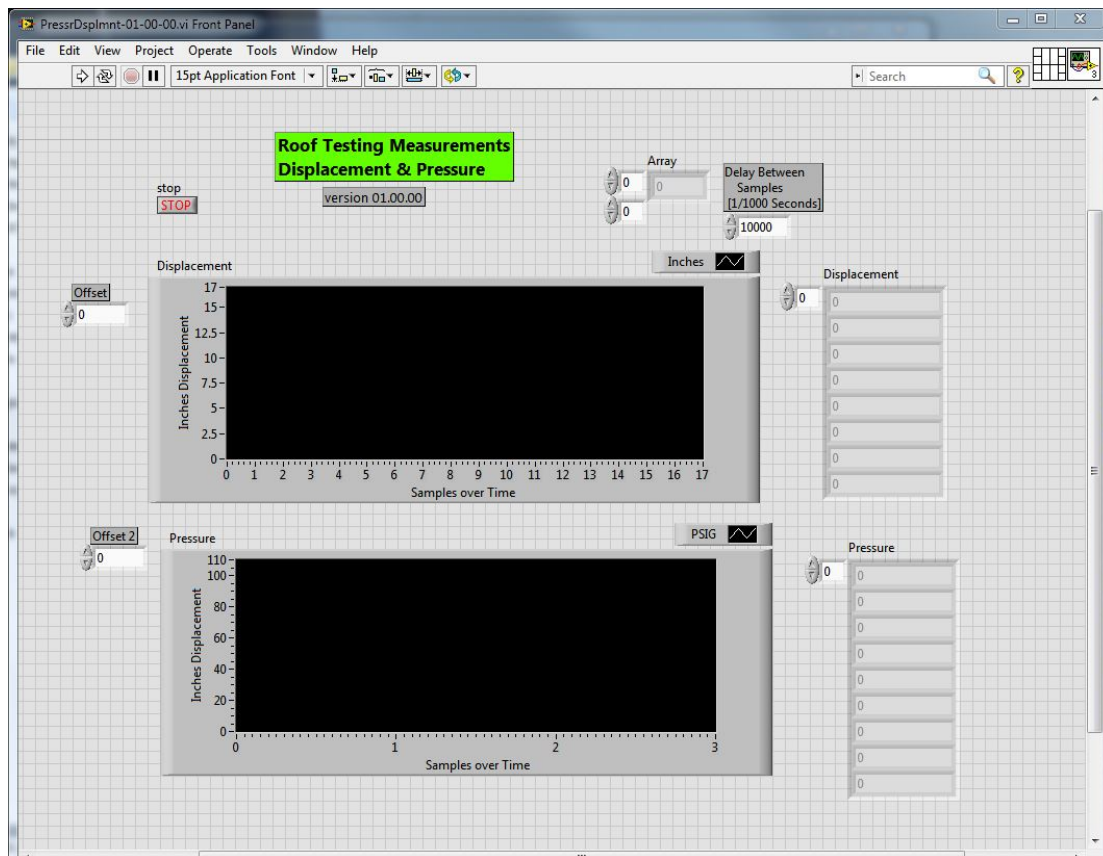 PressrDsplmnt-01-00-00.vi Front Panel
File Edit View Project Operate Tools Window Help
15pt Application Font
Search
3
Roof Testing Measurements
Displacement & Pressure
version 01.00.00
stop
STOP
Array
0
0
0
Delay Between
Samples
[1/1000 Seconds]
10000
Displacement
Inches
Offset
0
Inches Displacement
17
15
12.5
10
7.5
5
2.5
0
0 1 2 3 4 5 6 7 8 9 10 11 12 13 14 15 16 17
Samples over Time
Displacement
0
0
0
0
0
0
0
0
0
Offset 2
0
Pressure
PSIG
Inches Displacement
110
100
80
60
40
20
0
0 1 2 3
Samples over Time
Pressure
0
0
0
0
0
0
0
0
0
0